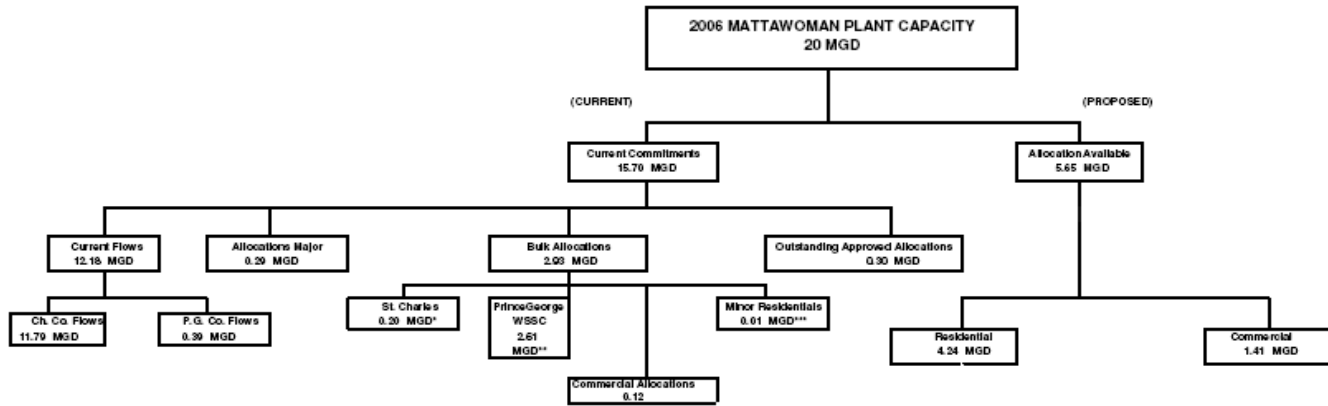 2006 MATTAWOMAN PLANT CAPACITY
20 MGD
(CURRENT)
(PROPOSED)
Current Commitments
15.70 MGD
Allocation Available
5.65 MGD
Current Flows
12.18 MGD
Allocations Major
0.29 MGD
Bulk Allocations
2.93 MGD
Outstanding Approved Allocations
0.30 MGD
Ch. Co. Flows
11.79 MGD
P.G. Co. Flows
0.39 MGD
St. Charles
0.20 MGD*
PrinceGeorge
WSSC
2.61
MGD**
Minor Residentials
0.01 MGD***
Residential
4.24 MGD
Commercial
1.41 MGD
Commercial Allocations
0.12